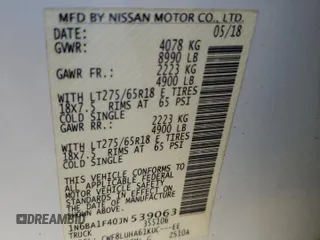 MFD BY NISSAN MOTOR CO., LTD.
DATE: 05/18
GVWR: 4078 KG
8990 LB
GAWR FR.: 2223 KG
4900 LB
WITH LT275/65R18 E TIRES
18X7.5 RIMS AT 65 PSI
COLD SINGLE
GAWR RR.: 2223 KG
4900 LB
WITH LT275/65R18 E TIRES
18X7.5 RIMS AT 65 PSI
COLD SINGLE
THIS VEHICLE CONFORMS TO
ALL APPLICABLE FEDERAL
MOTOR VEHICLE SAFETY
STANDARDS IN EFFECT ON THE
DATE OF MANUFACTURE SHOWN
ABOVE.
1N6BA1F40JN539063
TRUCK
DREAMBID